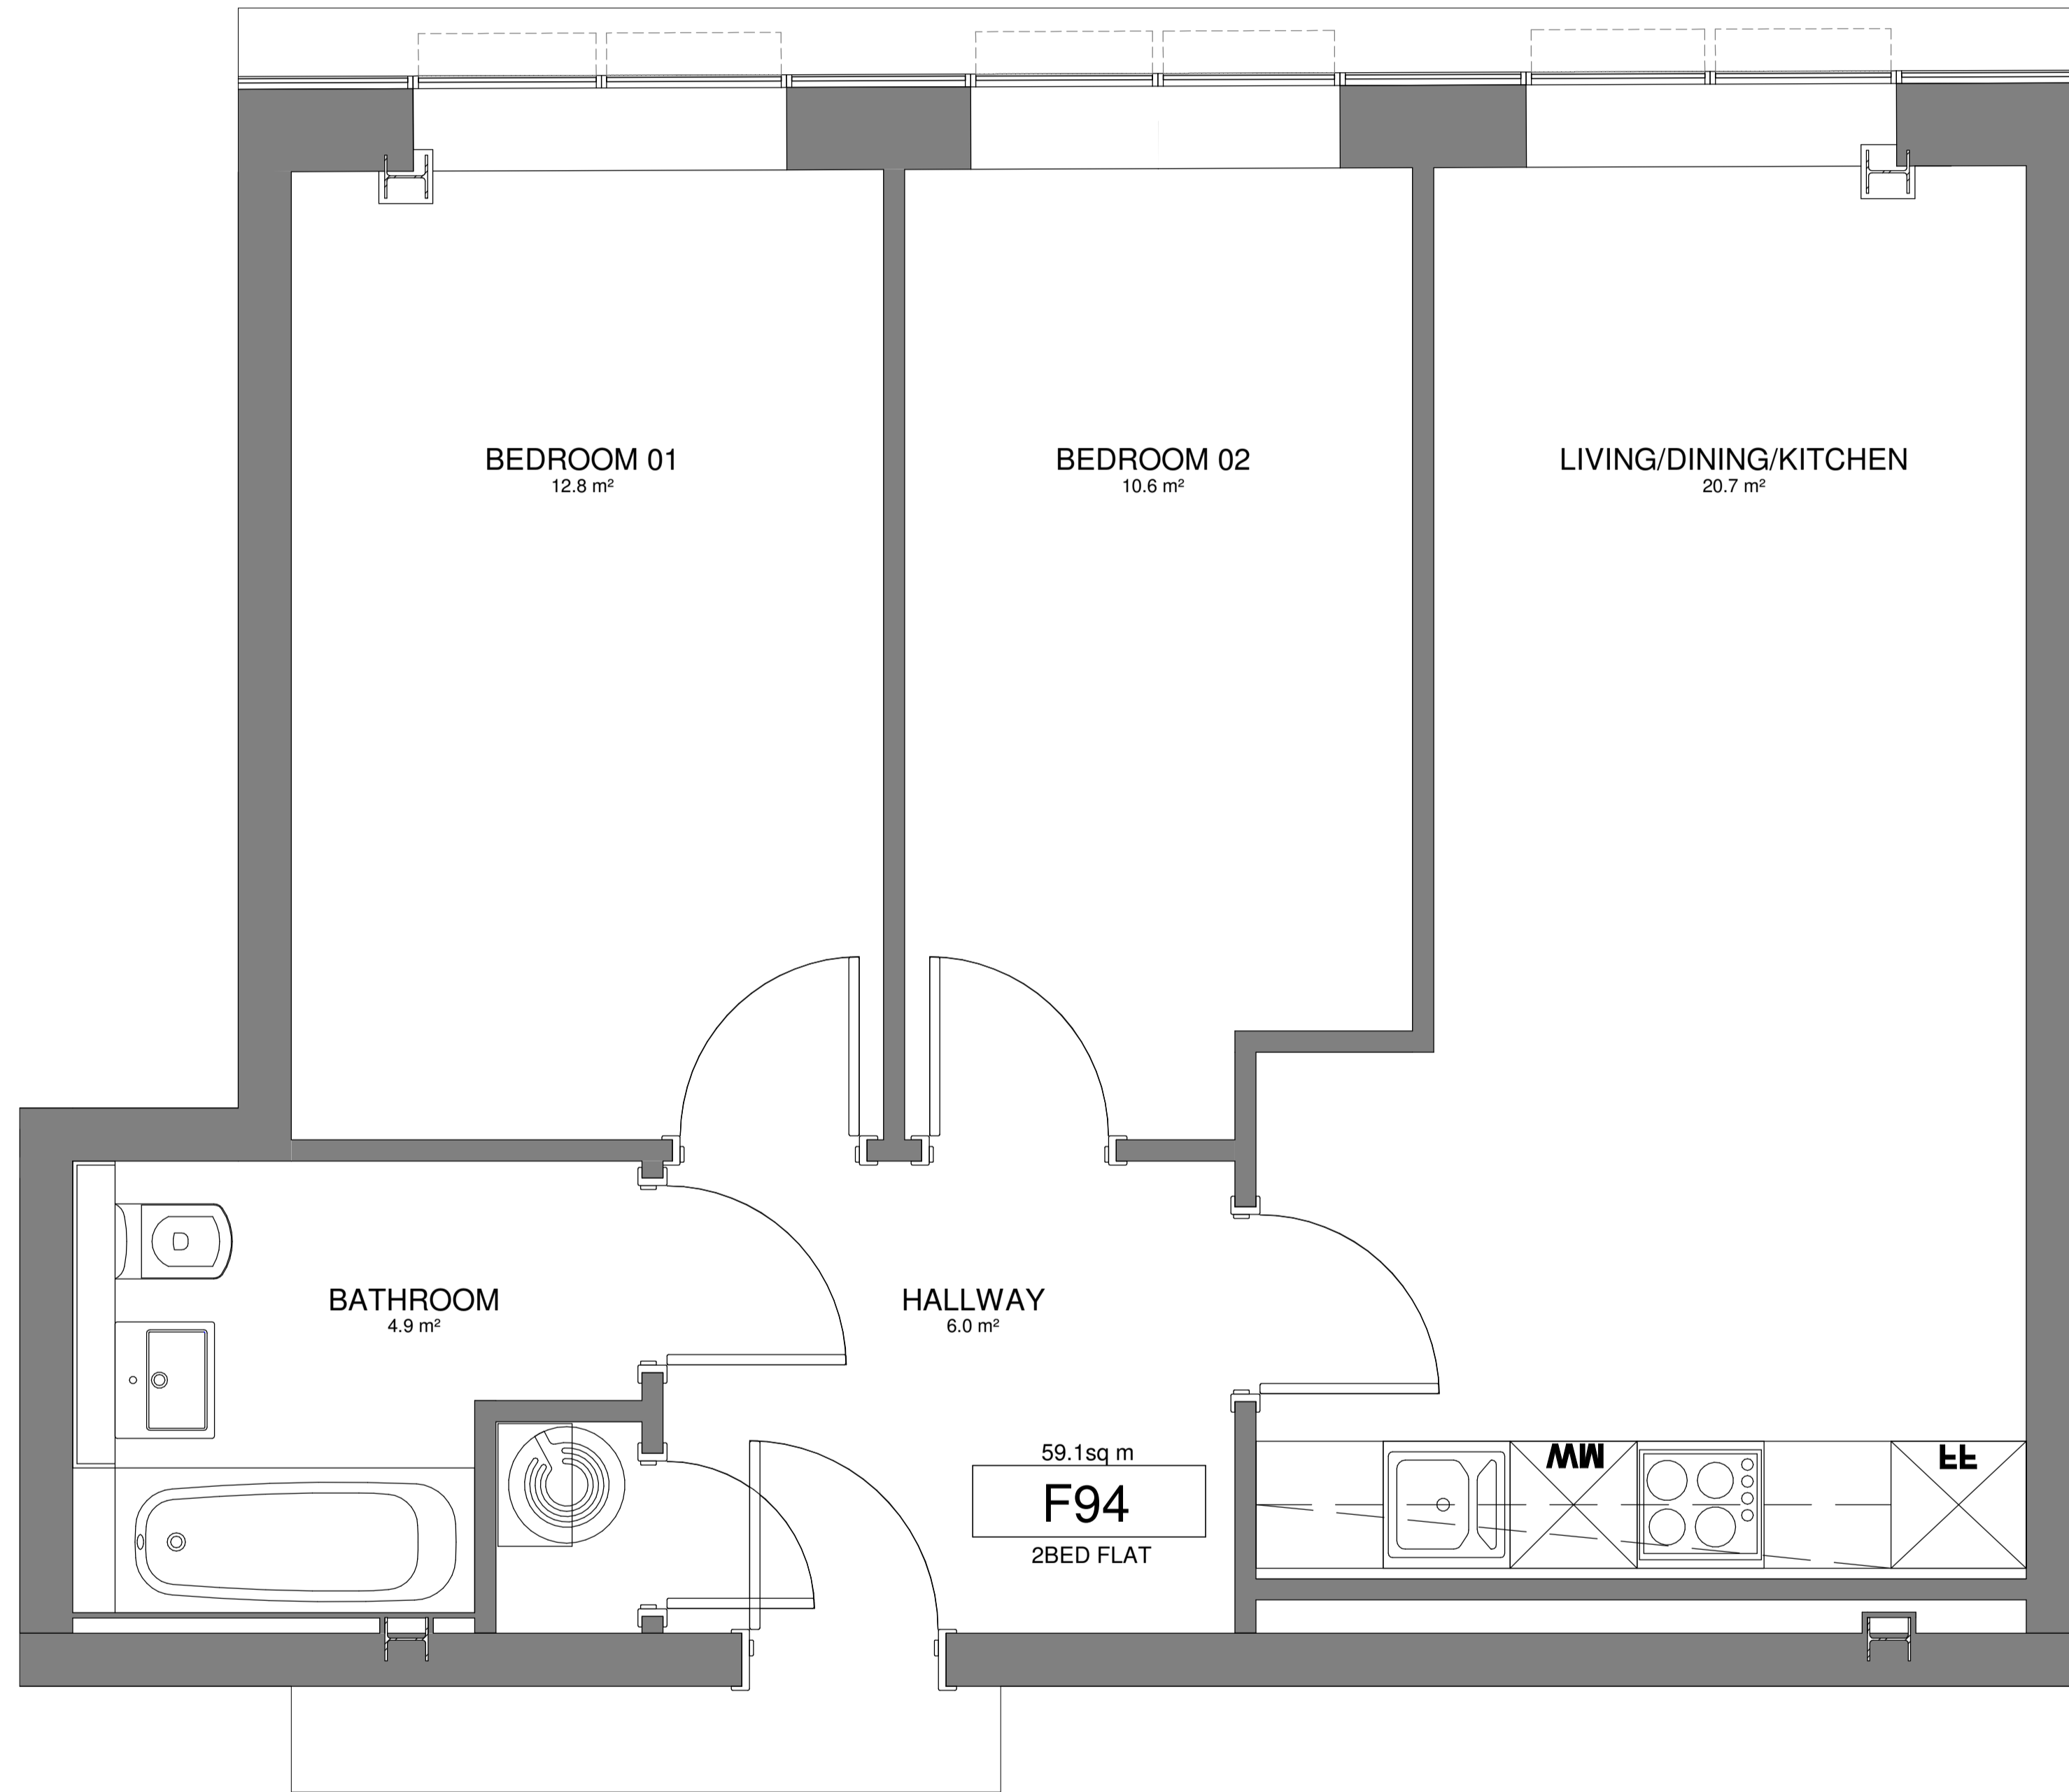 BEDROOM 01
12.8 m²
BEDROOM 02
10.6 m²
LIVING/DINING/KITCHEN
20.7 m²
BATHROOM
4.9 m²
HALLWAY
6.0 m²
59.1sq m
F94
2BED FLAT
WM
FF